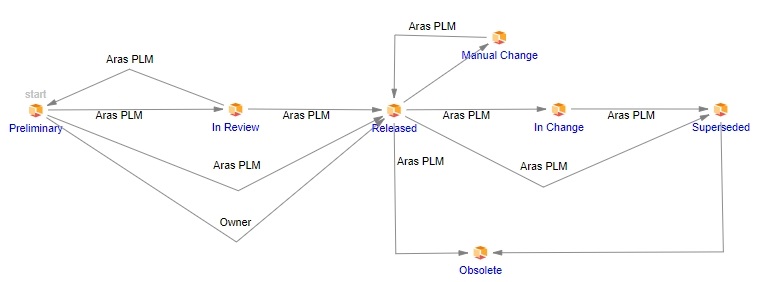 Aras PLM
Manual Change
Aras PLM
start
Aras PLM
Aras PLM
Aras PLM
Aras PLM
Preliminary
In Review
Released
In Change
Superseded
Aras PLM
Aras PLM
Aras PLM
Owner
Obsolete